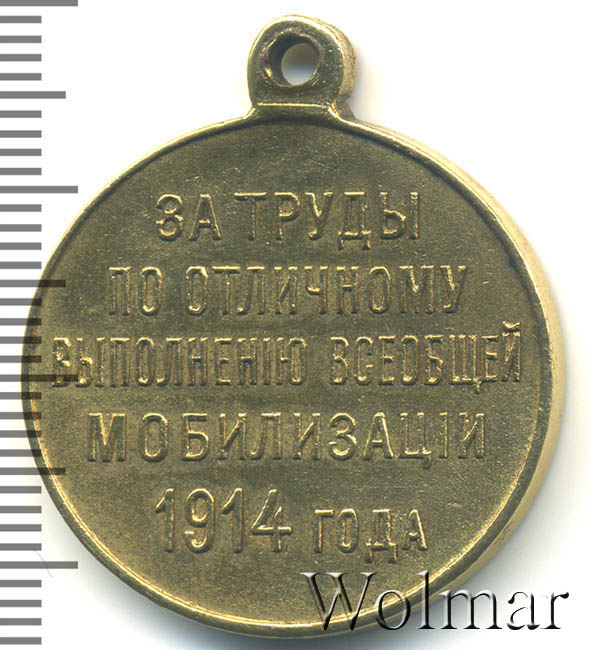 ЗА ТРУДЫ
ПО ОТЛИЧНОМУ
ВЫПОЛНЕНІЮ ВСЕОБЩЕЙ
МОБИЛИЗАЦІИ
1914 ГОДА
Wolmar